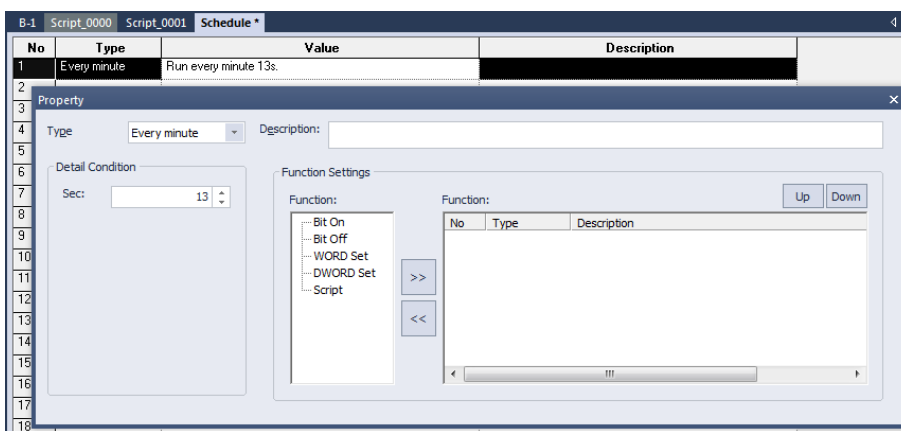 B-1 Script_0000 Script_0001 Schedule *
No Type Value Description
1 Every minute Run every minute 13s.
2
3
4
5
6
7
8
9
10
11
12
13
14
15
16
17
18
Property
Type Every minute Description:
Detail Condition
Sec: 13
Function Settings
Function:
Bit On
Bit Off
WORD Set
DWORD Set
Script
>>
<<
Function:
Up Down
No Type Description